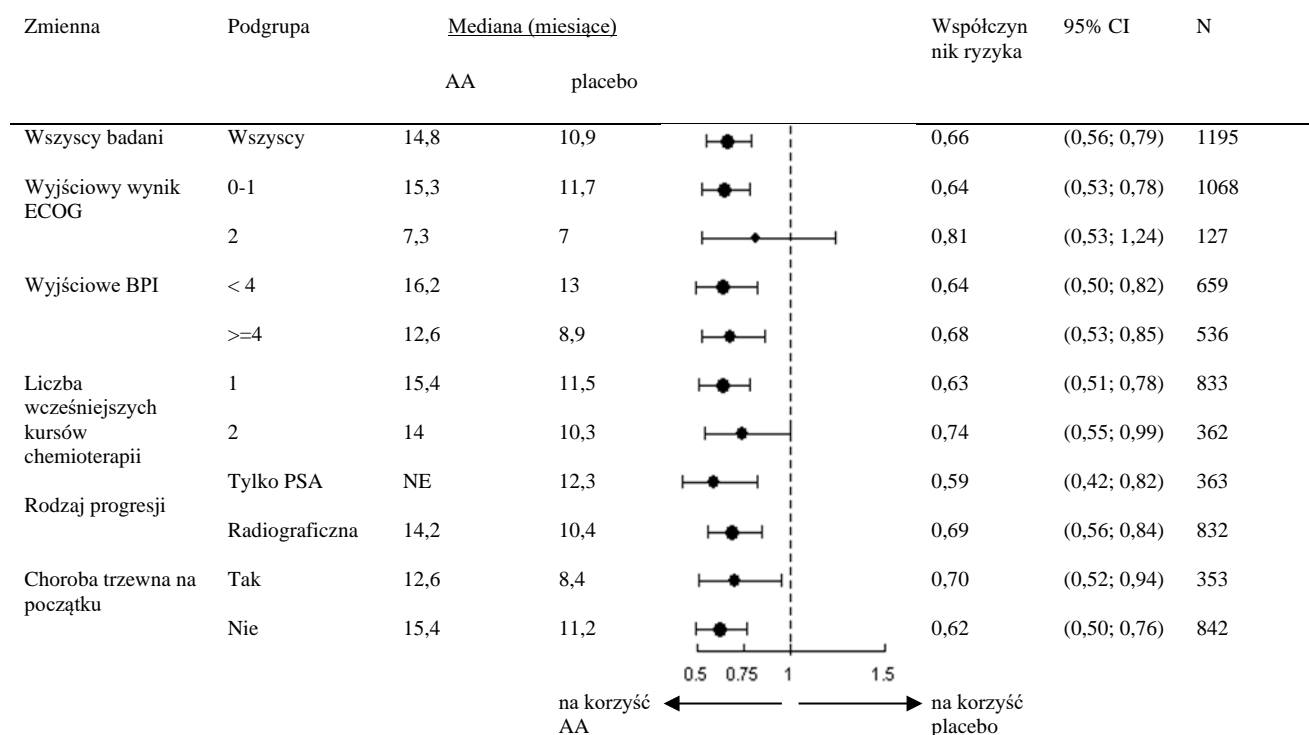 Zmienna Podgrupa Mediana (miesiące) Współczyn 95% CI N
nik ryzyka
AA placebo
Wszyscy badani Wszyscy 14,8 10,9 0,66 (0,56; 0,79) 1195
Wyjściowy wynik 0-1 15,3 11,7 0,64 (0,53; 0,78) 1068
ECOG
2 7,3 7 0,81 (0,53; 1,24) 127
Wyjściowe BPI < 4 16,2 13 0,64 (0,50; 0,82) 659
>=4 12,6 8,9 0,68 (0,53; 0,85) 536
Liczba 1 15,4 11,5 0,63 (0,51; 0,78) 833
wcześniejszych
kursów 2 14 10,3 0,74 (0,55; 0,99) 362
chemioterapii
Tylko PSA NE 12,3 0,59 (0,42; 0,82) 363
Rodzaj progresji
Radiograficzna 14,2 10,4 0,69 (0,56; 0,84) 832
Choroba trzewna na Tak 12,6 8,4 0,70 (0,52; 0,94) 353
początku
Nie 15,4 11,2 0,62 (0,50; 0,76) 842
0.5 0.75 1 1.5
na korzyść na korzyść
AA placebo